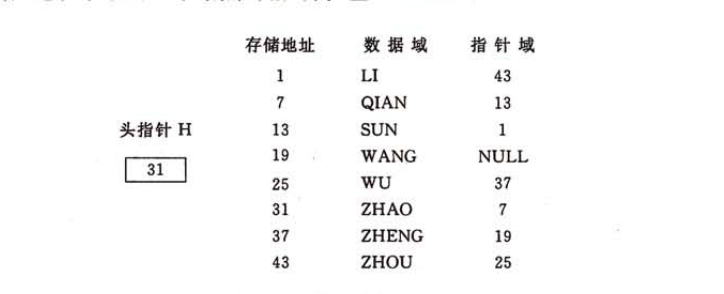 存储地址 数据域 指针域
1 LI 43
7 QIAN 13
头指针 H 13 SUN 1
31 19 WANG NULL
25 WU 37
31 ZHAO 7
37 ZHENG 19
43 ZHOU 25